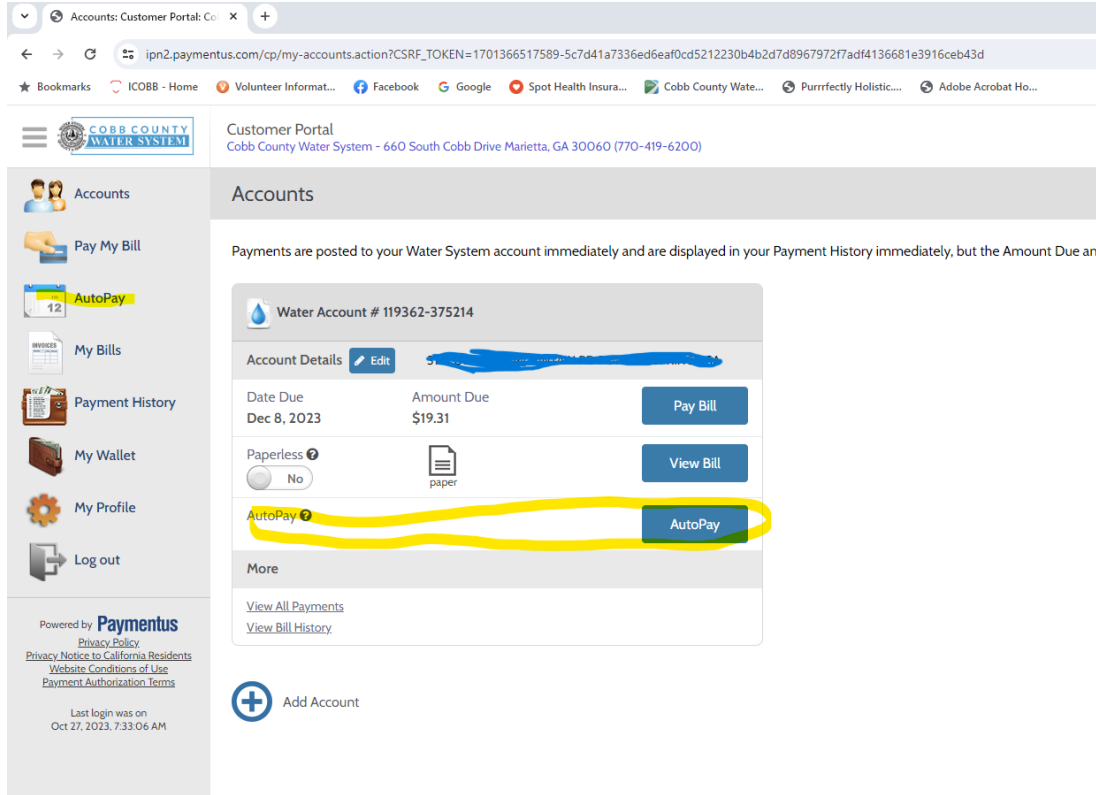 Accounts: Customer Portal: Co
ipn2.paymentus.com/cp/my-accounts.action?CSRF_TOKEN=1701366517589-5c7d41a7336ed6eaf0cd5212230b4b2d7d8967972f7adf4136681e3916ceb43d
Bookmarks ICOBB - Home Volunteer Informat... Facebook Google Spot Health Insura... Cobb County Wate... Purrrfectly Holistic.... Adobe Acrobat Ho...
COBB COUNTY
WATER SYSTEM
Customer Portal
Cobb County Water System - 660 South Cobb Drive Marietta, GA 30060 (770-419-6200)
Accounts
Pay My Bill
AutoPay
12
My Bills
INVOICES
Payment History
My Wallet
My Profile
Log out
Powered by Paymentus
Privacy Policy
Privacy Notice to California Residents
Website Conditions of Use
Payment Authorization Terms
Last login was on
Oct 27, 2023, 7:33:06 AM
Accounts
Payments are posted to your Water System account immediately and are displayed in your Payment History immediately, but the Amount Due an
Water Account # 119362-375214
Account Details Edit
Date Due Amount Due
Dec 8, 2023 $19.31
Pay Bill
Paperless
No
paper
View Bill
AutoPay
AutoPay
More
View All Payments
View Bill History
Add Account